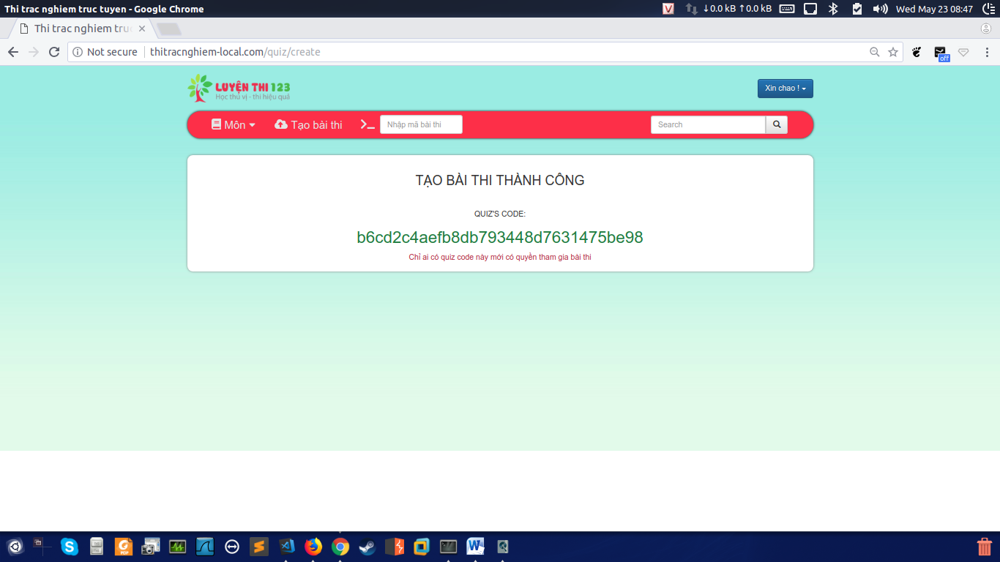 Thi trac nghiem truc tuyen - Google Chrome
↓0.0 kB ↑0.0 kB
Wed May 23 08:47
Thi trac nghiem truc
Not secure
thitracnghiem-local.com/quiz/create
off
LUYỆN THI 123
Học thú vị - thi hiệu quả
Xin chao !
Môn
Tạo bài thi
Nhập mã bài thi
Search
TẠO BÀI THI THÀNH CÔNG
QUIZ'S CODE:
b6cd2c4aefb8db793448d7631475be98
Chỉ ai có quiz code này mới có quyền tham gia bài thi
PDF